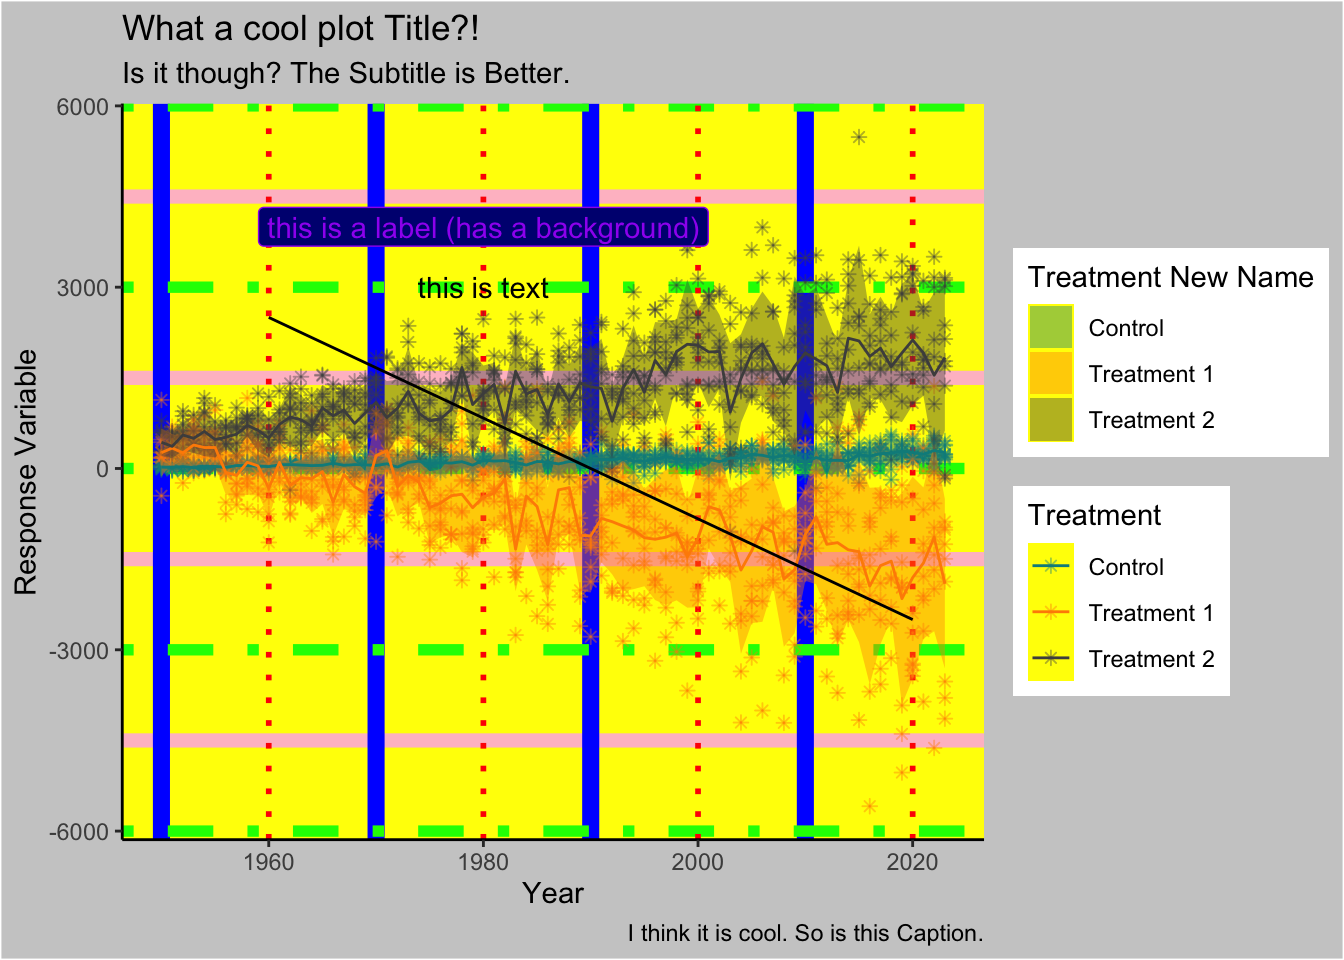 What a cool plot Title?!
Is it though? The Subtitle is Better.
Response Variable
6000
3000
0
-3000
-6000
this is a label (has a background)
this is text
1960
1980
2000
2020
Year
I think it is cool. So is this Caption.
Treatment New Name
Control
Treatment 1
Treatment 2
Treatment
Control
Treatment 1
Treatment 2